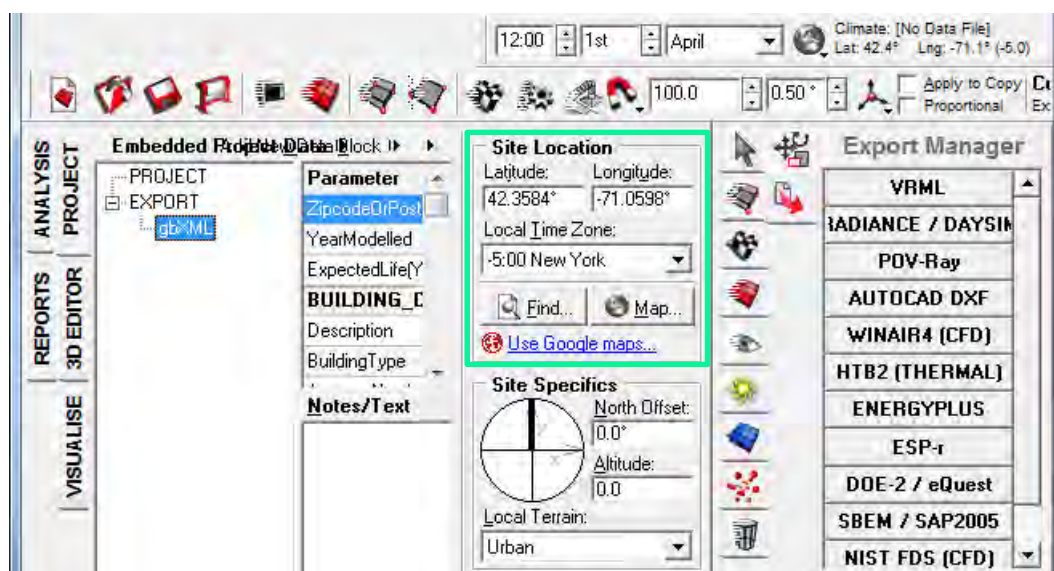 12:00 1st April
Climate: [No Data File]
Lat: 42.4° Lng: -71.1° (-5.0)
100.0 0.50 °
Apply to Copy
Proportional
Ex
ANALYSIS
PROJECT
REPORTS
3D EDITOR
VISUALISE
Embedded Project Data
PROJECT
EXPORT
gbXML
Parameter
ZipcodeOrPost
YearModelled
ExpectedLife(Y
BUILDING_D
Description
BuildingType
Notes/Text
Site Location
Latitude: Longitude:
42.3584° -71.0598°
Local Time Zone:
-5:00 New York
Find... Map...
Use Google maps...
Site Specifics
North Offset:
0.0°
Altitude:
0.0
Local Terrain:
Urban
Export Manager
VRML
RADIANCE / DAYSIM
POV-Ray
AUTOCAD DXF
WINAIR4 (CFD)
HTB2 (THERMAL)
ENERGYPLUS
ESP-r
DOE-2 / eQuest
SBEM / SAP2005
NIST FDS (CFD)